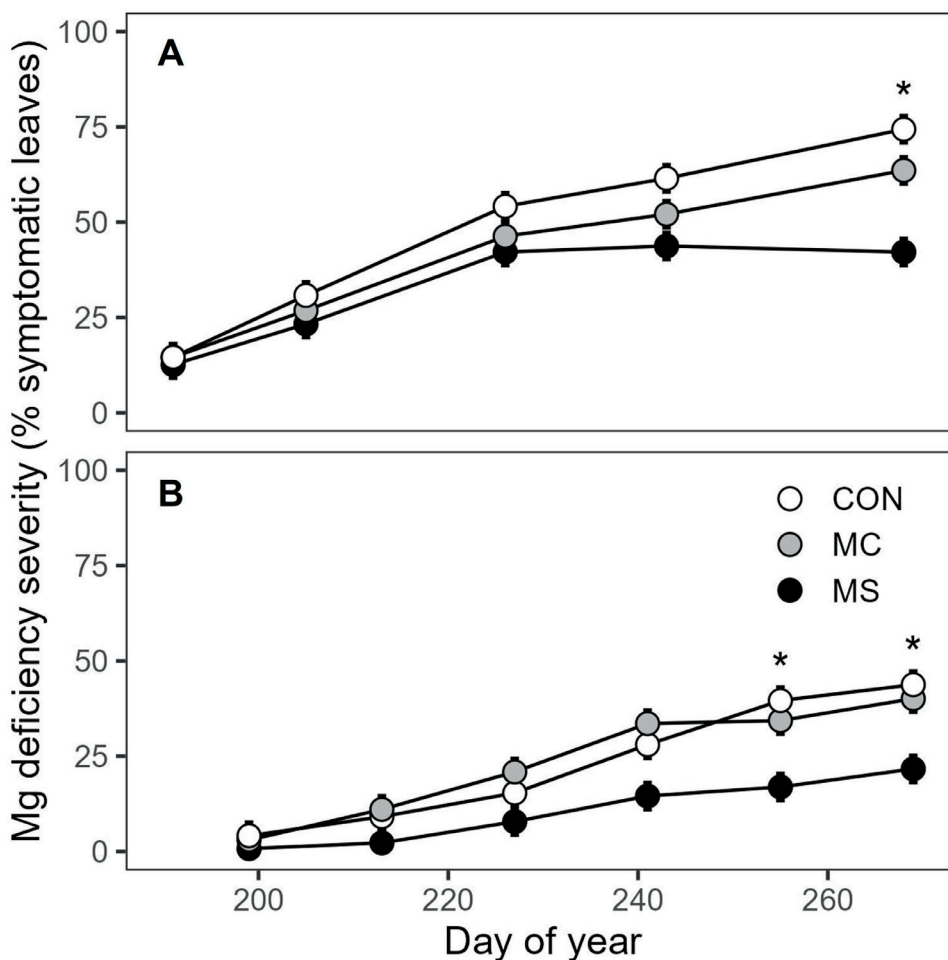 Mg deficiency severity (% symptomatic leaves)
A
100
75
50
25
0
*
B
100
75
50
25
0
CON
MC
MS
*
*
200
220
240
260
Day of year